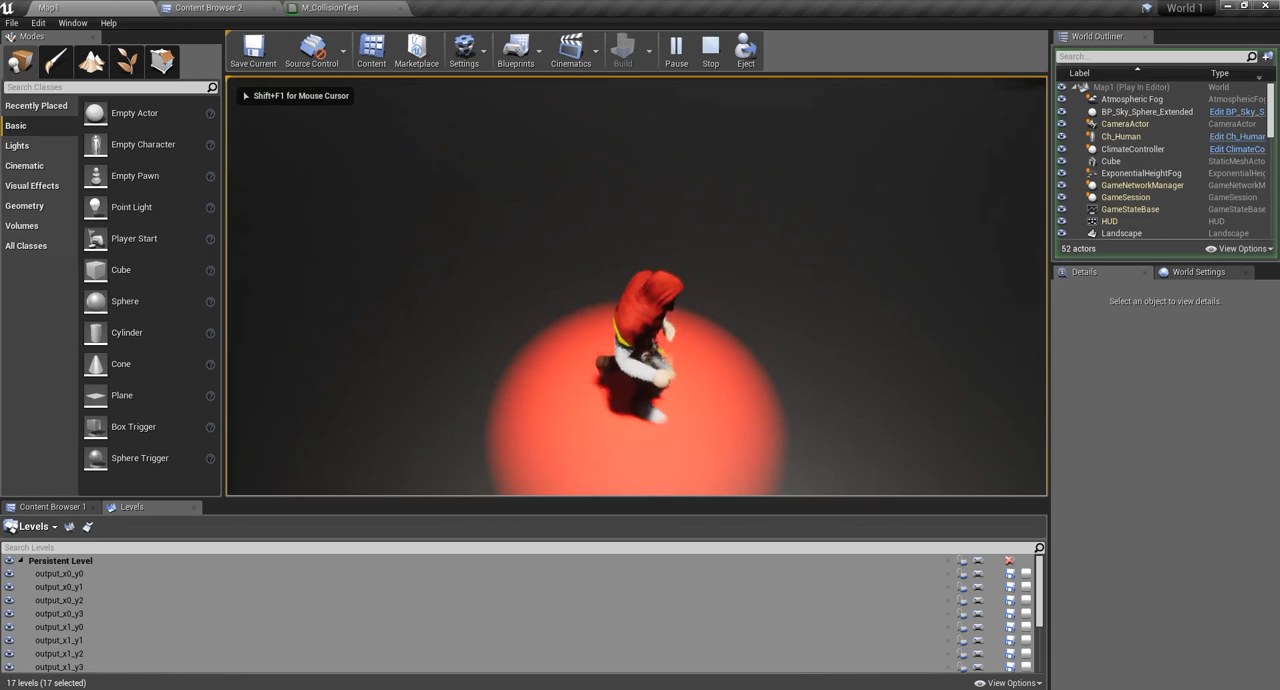 Map1
Content Browser 2
M_CollisionTest
World 1
File Edit Window Help
Modes
Search Classes
Recently Placed
Basic
Lights
Cinematic
Visual Effects
Geometry
Volumes
All Classes
Empty Actor
Empty Character
Empty Pawn
Point Light
Player Start
Cube
Sphere
Cylinder
Cone
Plane
Box Trigger
Sphere Trigger
Save Current
Source Control
Content
Marketplace
Settings
Blueprints
Cinematics
Build
Pause
Stop
Eject
Shift+F1 for Mouse Cursor
World Outliner
Search...
Label Type
Map1 (Play In Editor) World
Atmospheric Fog AtmosphericFo
BP_Sky_Sphere_Extended Edit BP_Sky_S
CameraActor CameraActor
Ch_Human Edit Ch_Human
ClimateController Edit ClimateCo
Cube StaticMeshActo
ExponentialHeightFog ExponentialHeig
GameNetworkManager GameNetworkM
GameSession GameSession
GameStateBase GameStateBase
HUD HUD
Landscape Landscape
52 actors View Options
Details
World Settings
Select an object to view details.
Content Browser 1
Levels
Levels
Search Levels
Persistent Level
output_x0_y0
output_x0_y1
output_x0_y2
output_x0_y3
output_x1_y0
output_x1_y1
output_x1_y2
output_x1_y3
17 levels (17 selected) View Options